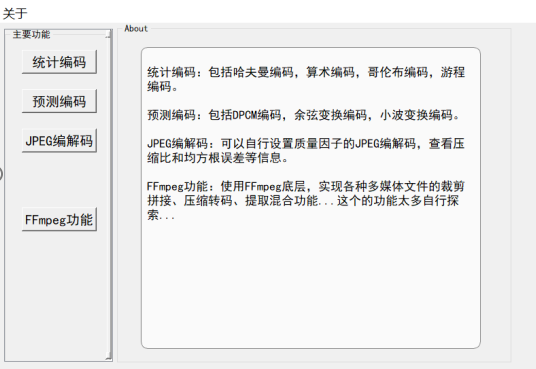 关于
主要功能
统计编码
预测编码
JPEG编解码
FFmpeg功能
About
统计编码：包括哈夫曼编码，算术编码，哥伦布编码，游程
编码。
预测编码：包括DPCM编码，余弦变换编码，小波变换编码。
JPEG编解码：可以自行设置质量因子的JPEG编解码，查看压
缩比和均方根误差等信息。
FFmpeg功能：使用FFmpeg底层，实现各种多媒体文件的裁剪
拼接、压缩转码、提取混合功能...这个的功能太多自行探
索...